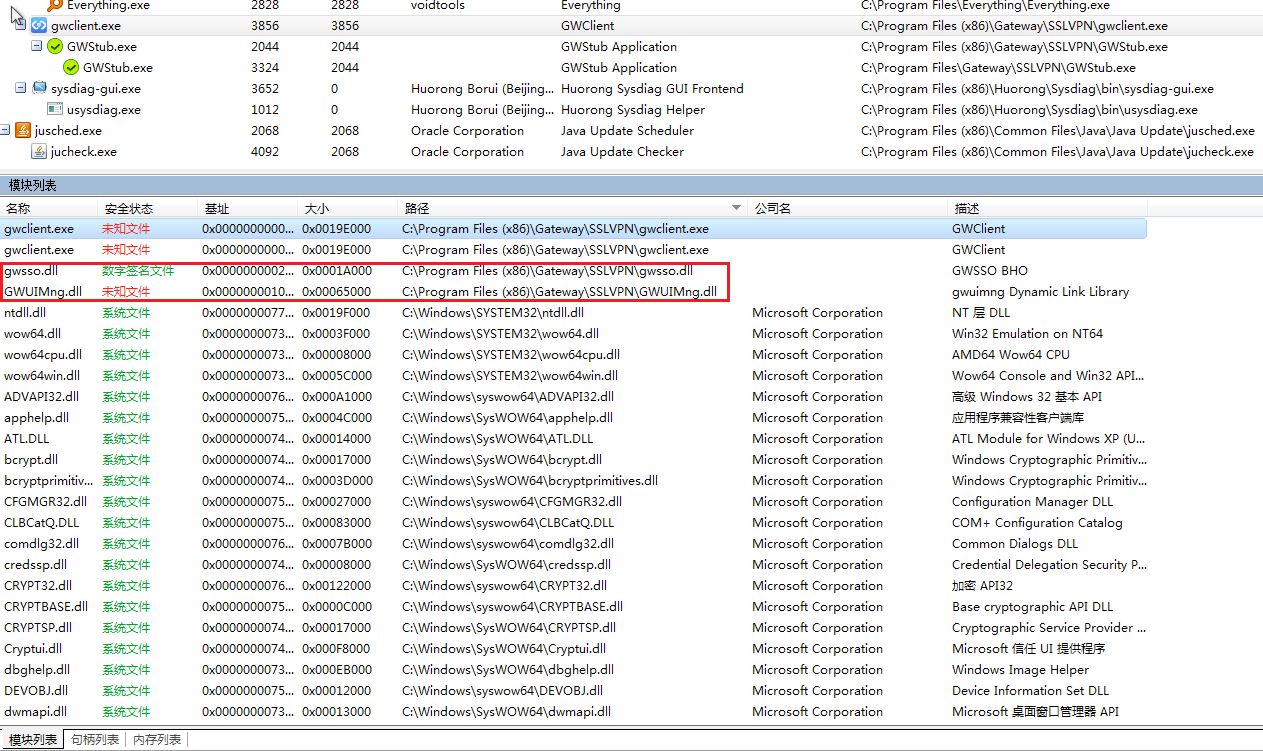 Everything.exe 2828 2828 voidtools Everything C:\Program Files\Everything\Everything.exe
gwclient.exe 3856 3856 GWClient C:\Program Files (x86)\Gateway\SSLVPN\gwclient.exe
GWStub.exe 2044 2044 GWStub Application C:\Program Files (x86)\Gateway\SSLVPN\GWStub.exe
GWStub.exe 3324 2044 GWStub Application C:\Program Files\Gateway\SSLVPN\GWStub.exe
sysdiag-gui.exe 3652 0 Huorong Borui (Beijing... Huorong Sysdiag GUI Frontend C:\Program Files (x86)\Huorong\Sysdiag\bin\sysdiag-gui.exe
usysdiag.exe 1012 0 Huorong Borui (Beijing... Huorong Sysdiag Helper C:\Program Files (x86)\Huorong\Sysdiag\bin\usysdiag.exe
jusched.exe 2068 2068 Oracle Corporation Java Update Scheduler C:\Program Files (x86)\Common Files\Java\Java Update\jusched.exe
jucheck.exe 4092 2068 Oracle Corporation Java Update Checker C:\Program Files (x86)\Common Files\Java\Java Update\jucheck.exe
模块列表
名称 安全状态 基址 大小 路径 公司名 描述
gwclient.exe 未知文件 0x0000000000... 0x0019E000 C:\Program Files (x86)\Gateway\SSLVPN\gwclient.exe GWClient
gwclient.exe 未知文件 0x0000000000... 0x0019E000 C:\Program Files (x86)\Gateway\SSLVPN\gwclient.exe GWClient
gwsso.dll 数字签名文件 0x0000000002... 0x0001A000 C:\Program Files (x86)\Gateway\SSLVPN\gwsso.dll GWSSO BHO
GWUIMng.dll 未知文件 0x0000000010... 0x00065000 C:\Program Files (x86)\Gateway\SSLVPN\GWUIMng.dll gwuimng Dynamic Link Library
ntdll.dll 系统文件 0x0000000077... 0x0019F000 C:\Windows\SYSTEM32\ntdll.dll Microsoft Corporation NT 层 DLL
wow64.dll 系统文件 0x0000000073... 0x0003F000 C:\Windows\SYSTEM32\wow64.dll Microsoft Corporation Win32 Emulation on NT64
wow64cpu.dll 系统文件 0x0000000073... 0x00008000 C:\Windows\SYSTEM32\wow64cpu.dll Microsoft Corporation AMD64 Wow64 CPU
wow64win.dll 系统文件 0x0000000073... 0x0005C000 C:\Windows\SYSTEM32\wow64win.dll Microsoft Corporation Wow64 Console and Win32 API...
ADVAPI32.dll 系统文件 0x0000000076... 0x000A1000 C:\Windows\syswow64\ADVAPI32.dll Microsoft Corporation 高级 Windows 32 基本 API
apphelp.dll 系统文件 0x0000000075... 0x0004C000 C:\Windows\SysWOW64\apphelp.dll Microsoft Corporation 应用程序兼容性客户端库
ATL.DLL 系统文件 0x0000000074... 0x00014000 C:\Windows\SysWOW64\ATL.DLL Microsoft Corporation ATL Module for Windows XP (U...
bcrypt.dll 系统文件 0x0000000074... 0x00017000 C:\Windows\SysWOW64\bcrypt.dll Microsoft Corporation Windows Cryptographic Primitiv...
bcryptprimitiv... 系统文件 0x0000000074... 0x0003D000 C:\Windows\SysWOW64\bcryptprimitives.dll Microsoft Corporation Windows Cryptographic Primitiv...
CFGMGR32.dll 系统文件 0x0000000075... 0x00027000 C:\Windows\syswow64\CFGMGR32.dll Microsoft Corporation Configuration Manager DLL
CLBCatQ.DLL 系统文件 0x0000000075... 0x00083000 C:\Windows\syswow64\CLBCatQ.DLL Microsoft Corporation COM+ Configuration Catalog
comdlg32.dll 系统文件 0x0000000076... 0x0007B000 C:\Windows\syswow64\comdlg32.dll Microsoft Corporation Common Dialogs DLL
credssp.dll 系统文件 0x0000000074... 0x00008000 C:\Windows\SysWOW64\credssp.dll Microsoft Corporation Credential Delegation Security P...
CRYPT32.dll 系统文件 0x0000000076... 0x00122000 C:\Windows\syswow64\CRYPT32.dll Microsoft Corporation 加密 API32
CRYPTBASE.dll 系统文件 0x0000000075... 0x0000C000 C:\Windows\syswow64\CRYPTBASE.dll Microsoft Corporation Base cryptographic API DLL
CRYPTSP.dll 系统文件 0x0000000074... 0x00017000 C:\Windows\SysWOW64\CRYPTSP.dll Microsoft Corporation Cryptographic Service Provider ...
Cryptui.dll 系统文件 0x0000000074... 0x000F8000 C:\Windows\SysWOW64\Cryptui.dll Microsoft Corporation Microsoft 信任 UI 提供程序
dbghelp.dll 系统文件 0x0000000073... 0x000EB000 C:\Windows\SysWOW64\dbghelp.dll Microsoft Corporation Windows Image Helper
DEVOBJ.dll 系统文件 0x0000000075... 0x00012000 C:\Windows\syswow64\DEVOBJ.dll Microsoft Corporation Device Information Set DLL
dwmapi.dll 系统文件 0x0000000073... 0x00013000 C:\Windows\SysWOW64\dwmapi.dll Microsoft Corporation Microsoft 桌面窗口管理器 API
模块列表 句柄列表 内存列表